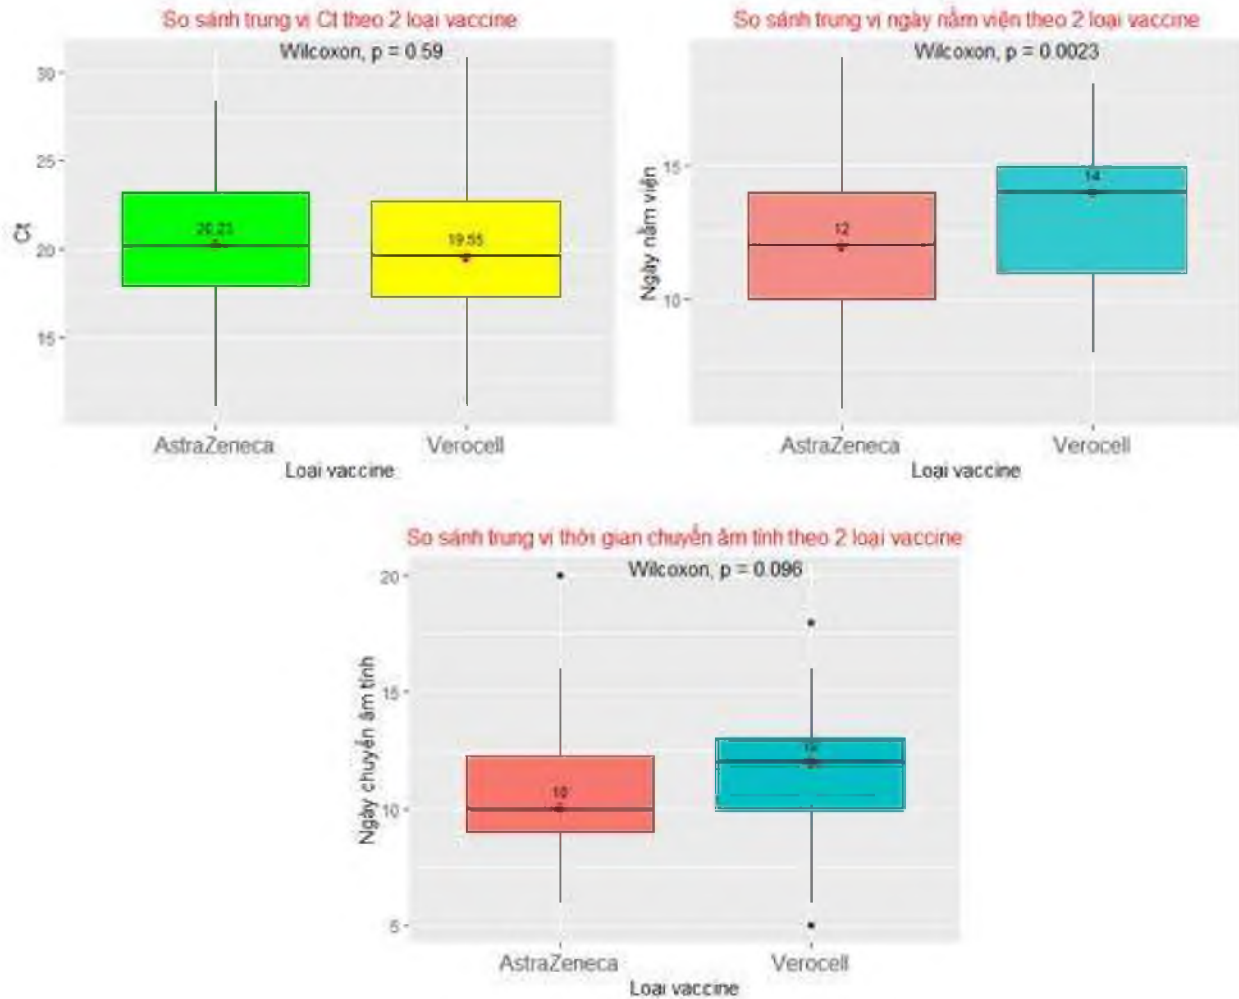 So sánh trung vị Ct theo 2 loại vaccine
Wilcoxon, p = 0.59
Ct
30
25
20
15
20.23
19.55
AstraZeneca
Verocell
Loại vaccine
So sánh trung vị ngày nằm viện theo 2 loại vaccine
Wilcoxon, p = 0.0023
Ngày nằm viện
15
10
12
14
AstraZeneca
Verocell
Loại vaccine
So sánh trung vị thời gian chuyển âm tính theo 2 loại vaccine
Wilcoxon, p = 0.096
Ngày chuyển âm tính
20
15
10
5
10
12
AstraZeneca
Verocell
Loại vaccine